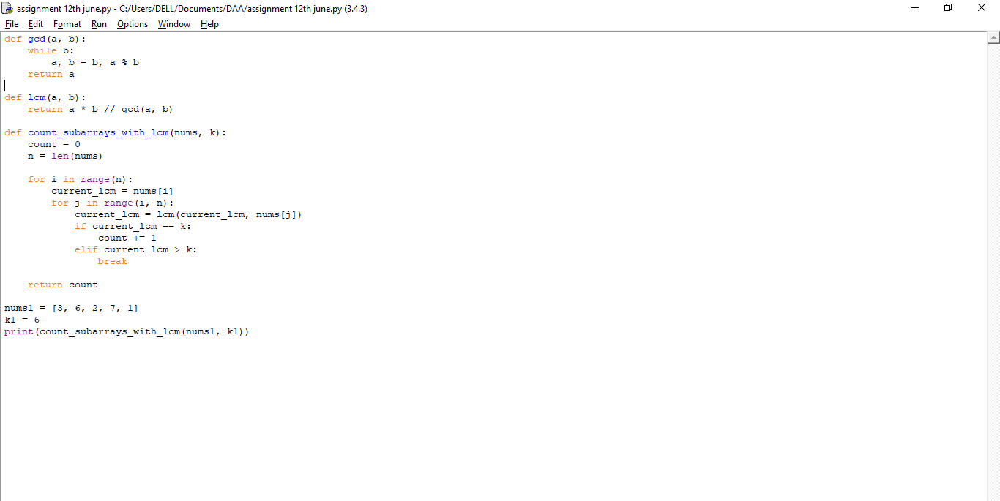 assignment 12th june.py - C:/Users/DELL/Documents/DAA/assignment 12th june.py (3.4.3)
File Edit Format Run Options Window Help
def gcd(a, b):
    while b:
        a, b = b, a % b
    return a

def lcm(a, b):
    return a * b // gcd(a, b)

def count_subarrays_with_lcm(nums, k):
    count = 0
    n = len(nums)

    for i in range(n):
        current_lcm = nums[i]
        for j in range(i, n):
            current_lcm = lcm(current_lcm, nums[j])
            if current_lcm == k:
                count += 1
            elif current_lcm > k:
                break

    return count

nums1 = [3, 6, 2, 7, 1]
k1 = 6
print(count_subarrays_with_lcm(nums1, k1))